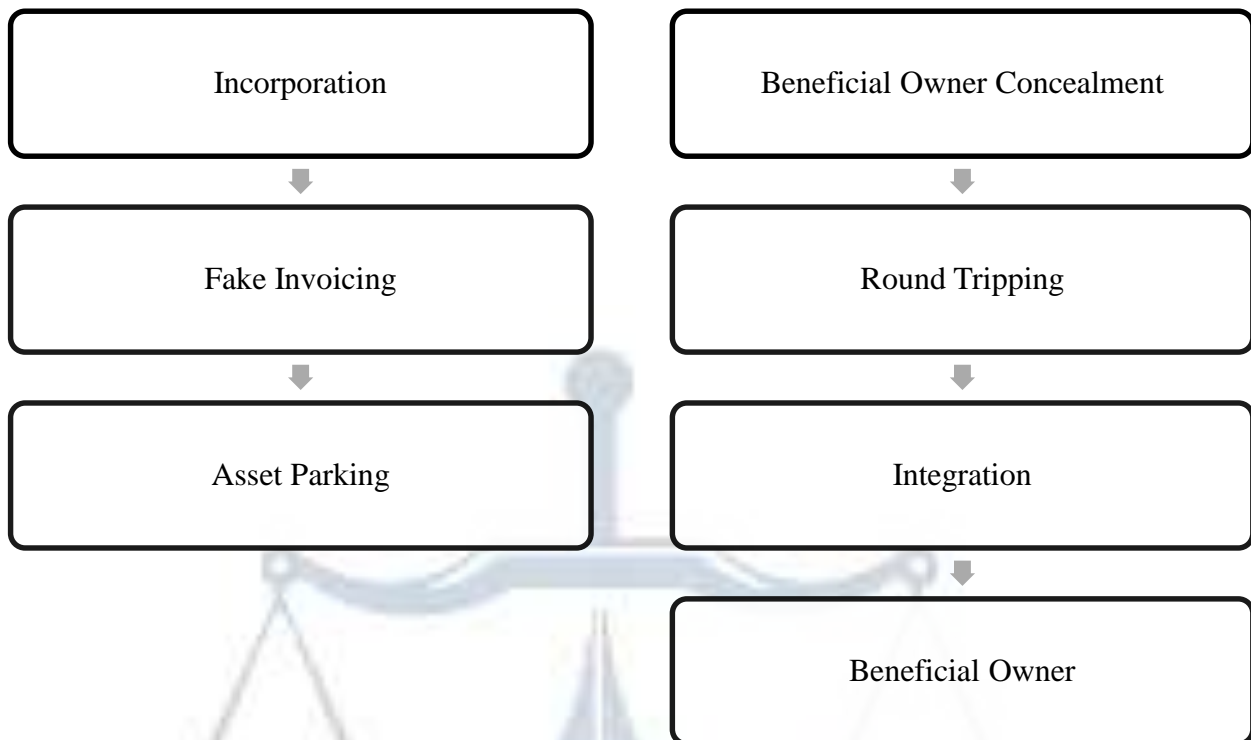 Incorporation
Fake Invoicing
Asset Parking
Beneficial Owner Concealment
Round Tripping
Integration
Beneficial Owner